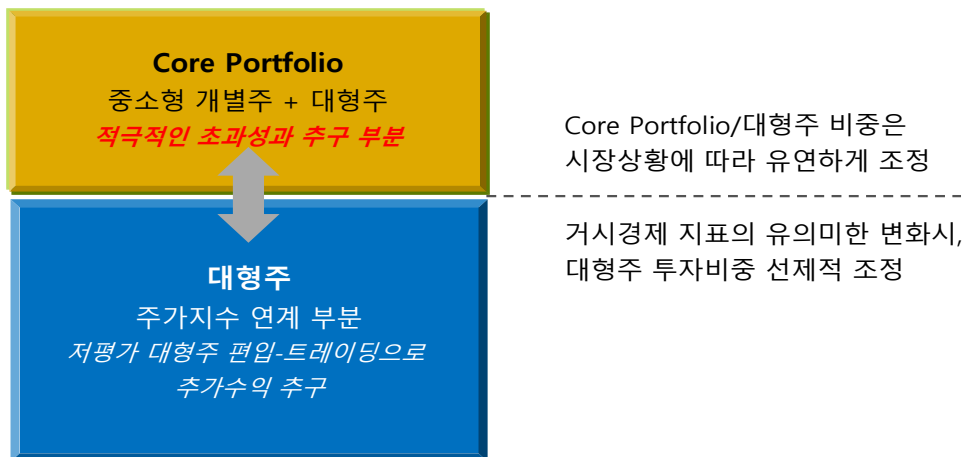 Core Portfolio
중소형 개별주 + 대형주
적극적인 초과성과 추구 부분
Core Portfolio/대형주 비중은
시장상황에 따라 유연하게 조정
거시경제 지표의 유의미한 변화시,
대형주 투자비중 선제적 조정
대형주
주가지수 연계 부분
저평가 대형주 편입-트레이딩으로
추가수익 추구